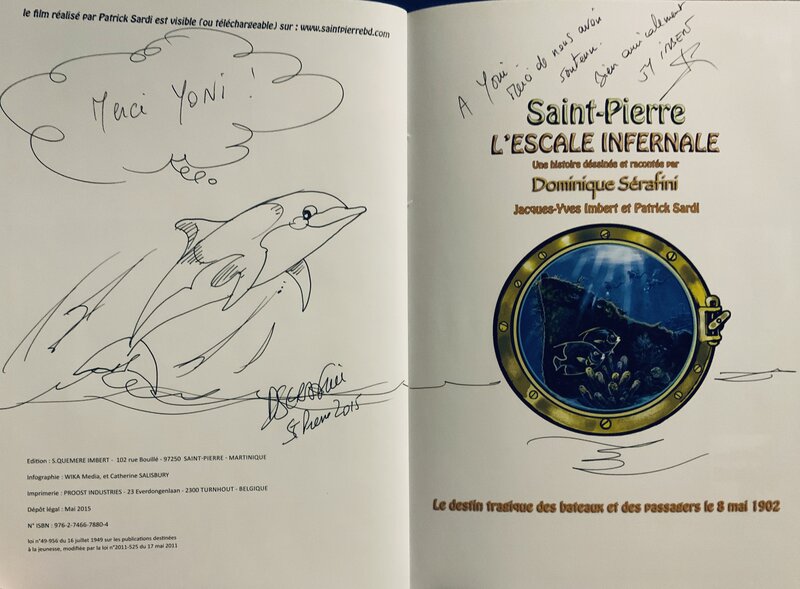 le film réalisé par Patrick Sardi est visible (ou téléchargeable) sur : www.saintpierrebd.com
Merci YONI !
DSERAFINI
St Pierre 2015
Edition : S.QUEMERE IMBERT - 102 rue Bouillé - 97250 SAINT-PIERRE - MARTINIQUE
Infographie : WIKA Media, et Catherine SALISBURY
Imprimerie : PROOST INDUSTRIES - 23 Everdongenlaan - 2300 TURNHOUT - BELGIQUE
Dépôt légal : Mai 2015
N° ISBN : 976-2-7466-7880-4
loi n°49-956 du 16 juillet 1949 sur les publications destinées
à la jeunesse, modifiée par la loi n°2011-525 du 17 mai 2011
A Yoni
Merci de nous avoir
soutenu.
Bien amicalement
JY IMBERT
Saint-Pierre
L'ESCALE INFERNALE
Une histoire déssinée et racontée par
Dominique Sérafini
Jacques-Yves Imbert et Patrick Sardi
Le destin tragique des bateaux et des passagers le 8 mai 1902